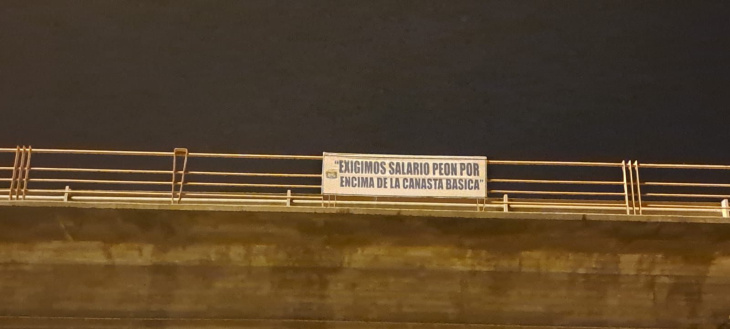 "EXIGIMOS SALARIO PEON POR
ENCIMA DE LA CANASTA BASICA"